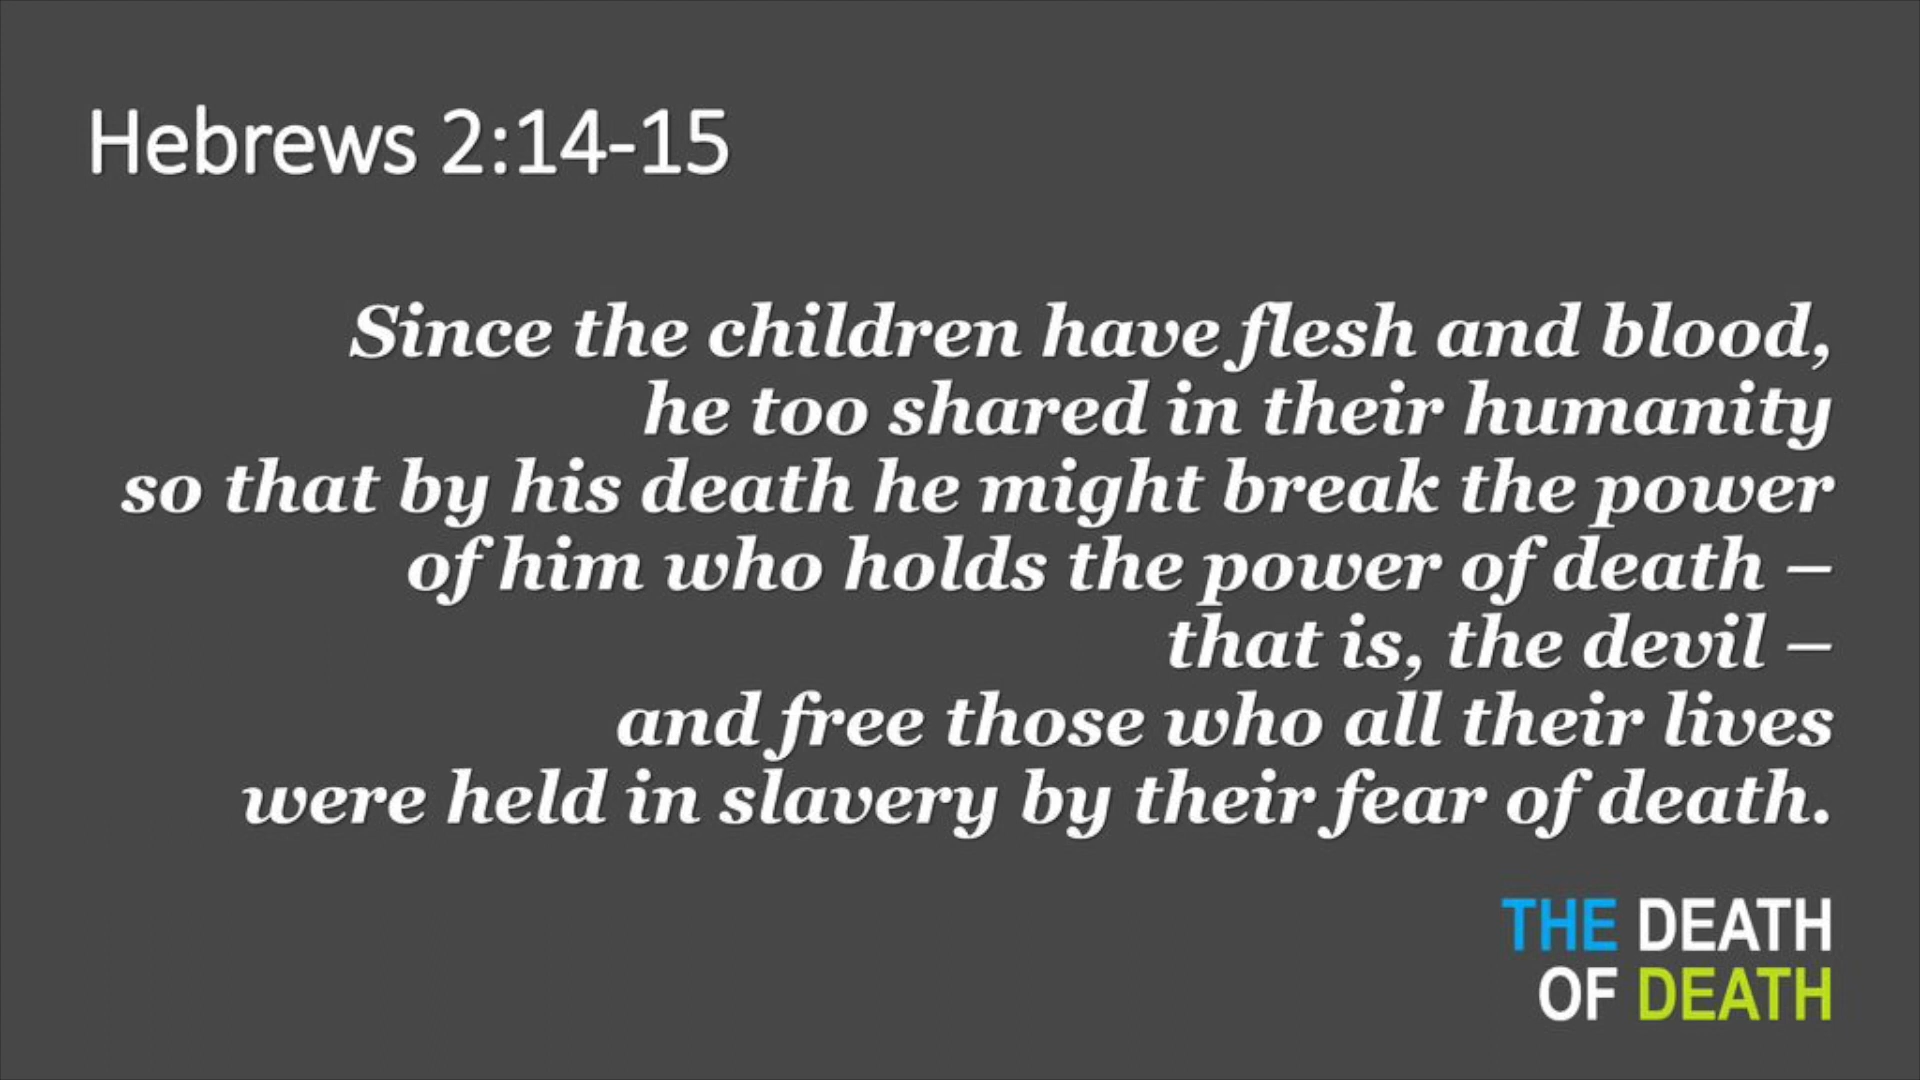 Hebrews 2:14-15
Since the children have flesh and blood,
he too shared in their humanity
so that by his death he might break the power
of him who holds the power of death –
that is, the devil –
and free those who all their lives
were held in slavery by their fear of death.
THE DEATH
OF DEATH